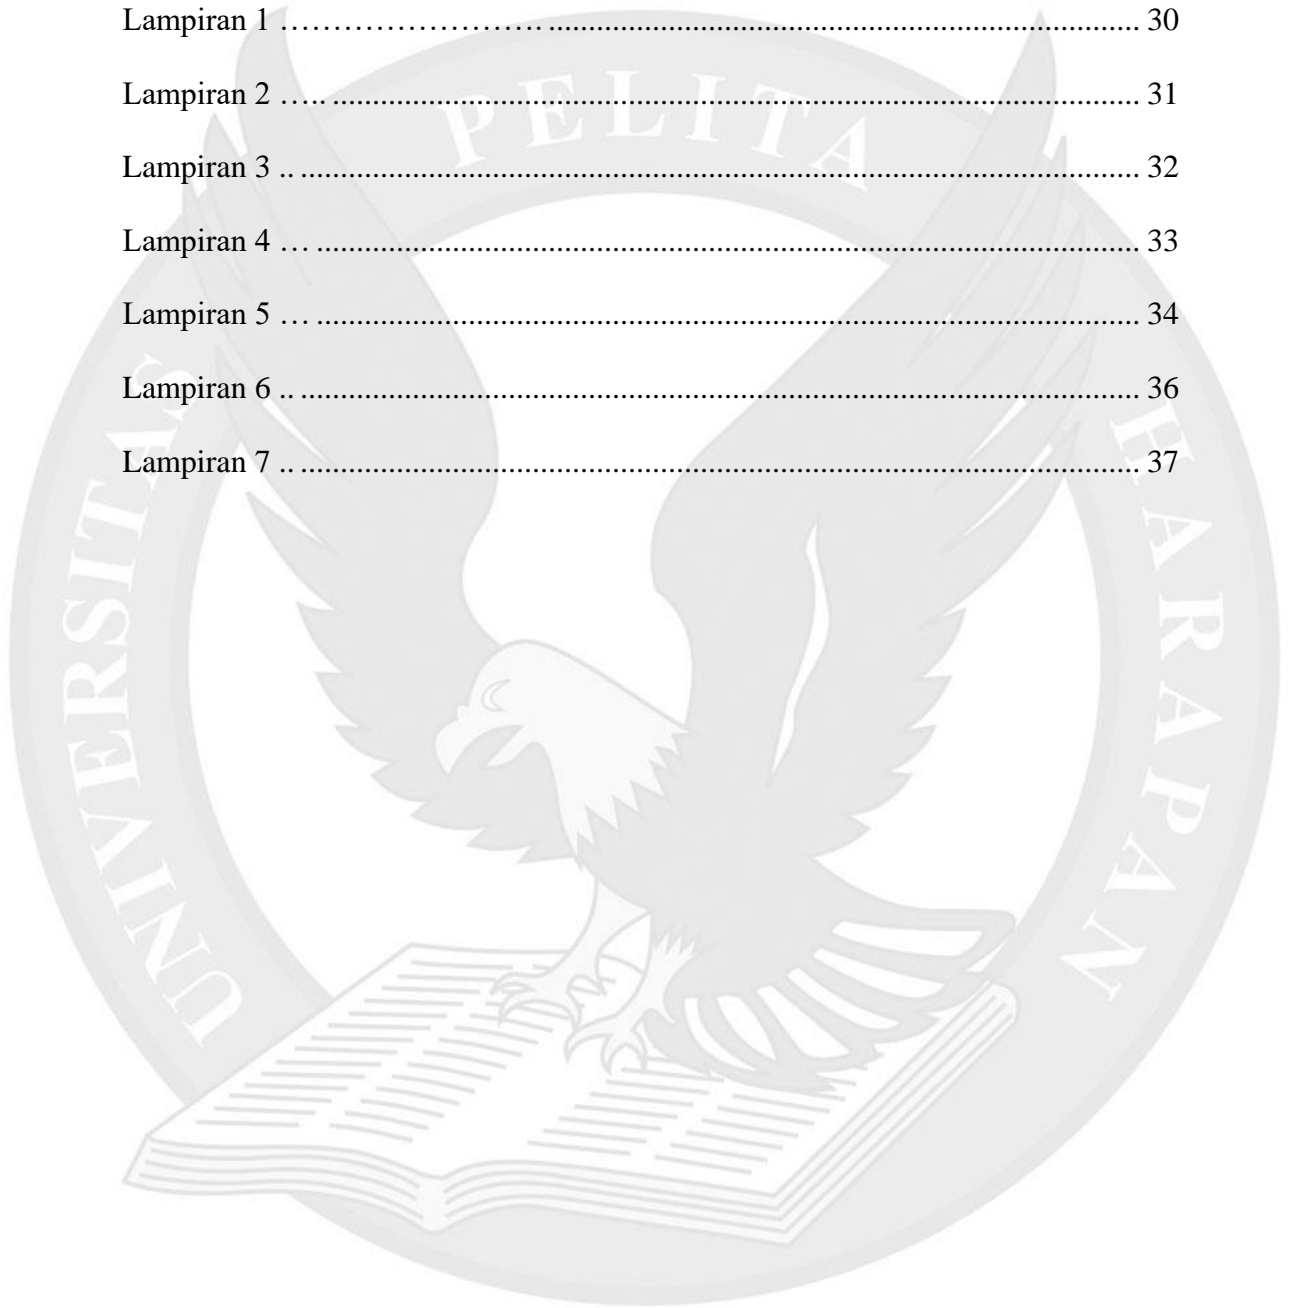 Lampiran 1 …………………….. ........................................................................... 30
Lampiran 2 ….. ...................................................................................................... 31
Lampiran 3 .. .......................................................................................................... 32
Lampiran 4 … ........................................................................................................ 33
Lampiran 5 … ........................................................................................................ 34
Lampiran 6 .. .......................................................................................................... 36
Lampiran 7 .. .......................................................................................................... 37
UNIVERSITAS PELITA HARAPAN